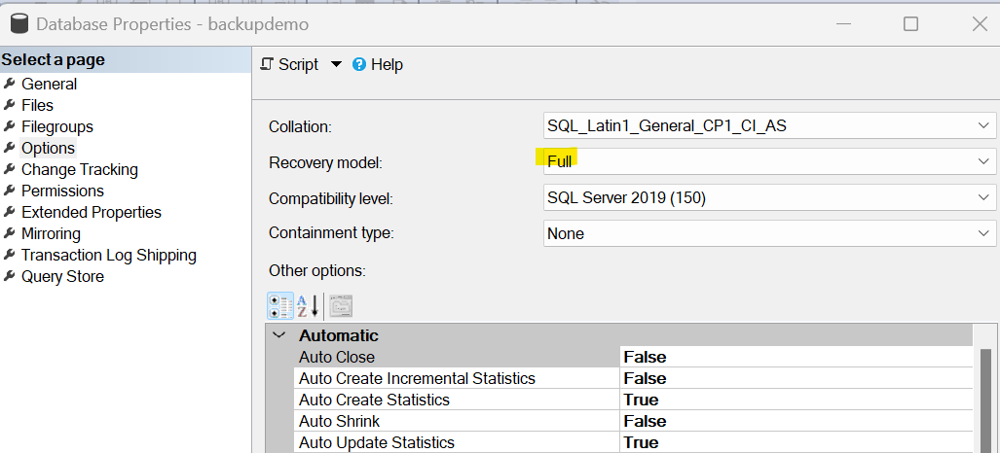 Database Properties - backupdemo
Select a page
General
Files
Filegroups
Options
Change Tracking
Permissions
Extended Properties
Mirroring
Transaction Log Shipping
Query Store
Script Help
Collation: SQL_Latin1_General_CP1_CI_AS
Recovery model: Full
Compatibility level: SQL Server 2019 (150)
Containment type: None
Other options:
Automatic
Auto Close False
Auto Create Incremental Statistics False
Auto Create Statistics True
Auto Shrink False
Auto Update Statistics True